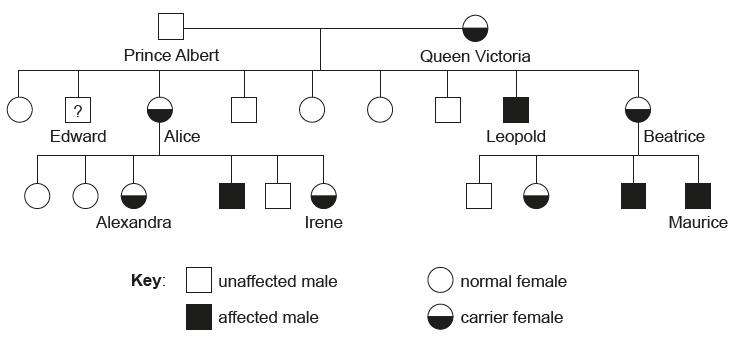 Prince Albert
Queen Victoria
?
Edward
Alice
Leopold
Beatrice
Alexandra
Irene
Maurice
Key:
unaffected male
normal female
affected male
carrier female